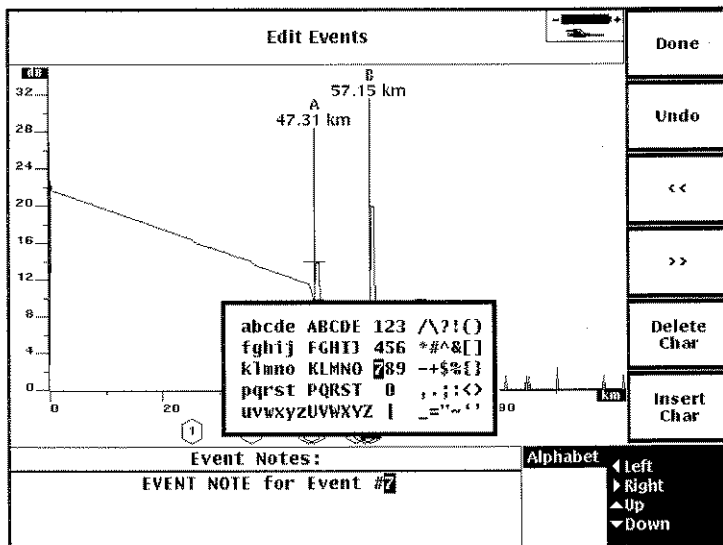 Edit Events
- +
Done
dB
B
57.15 km
A
47.31 km
32
28
24
20
16
12
8
4
0
Undo
<<
>>
Delete
Char
Insert
Char
abcde ABCDE 123 /\?!()
fghij FGHIJ 456 *#^&[]
klmno KLMNO 789 -+$%{}
pqrst PQRST 0 ,.;:<>
uvwxyzUVWXYZ | _="~‘’
0 20 90 km
1
Event Notes:
EVENT NOTE for Event #7
Alphabet
Left
Right
Up
Down